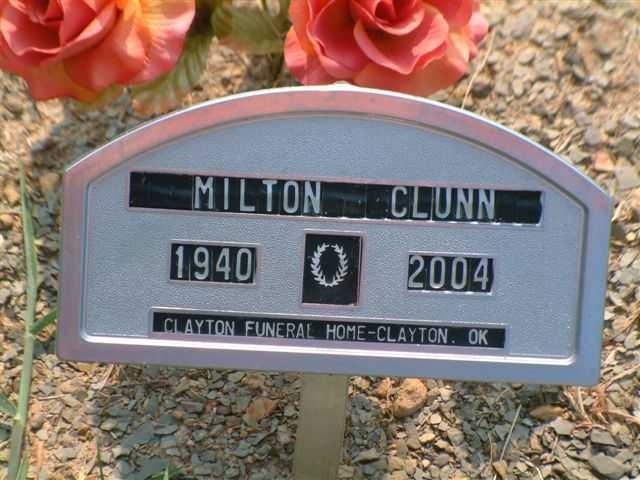 MILTON CLUNN
1940 2004
CLAYTON FUNERAL HOME-CLAYTON. OK